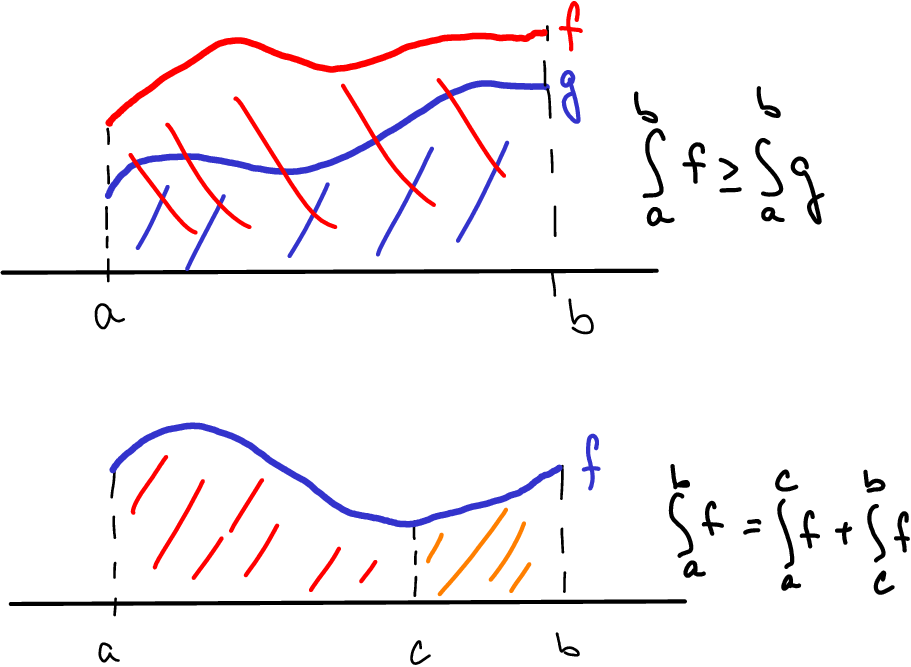 f
g
∫_a^b f ≥ ∫_a^b g
a b
f
∫_a^b f = ∫_a^c f + ∫_c^b f
a c b